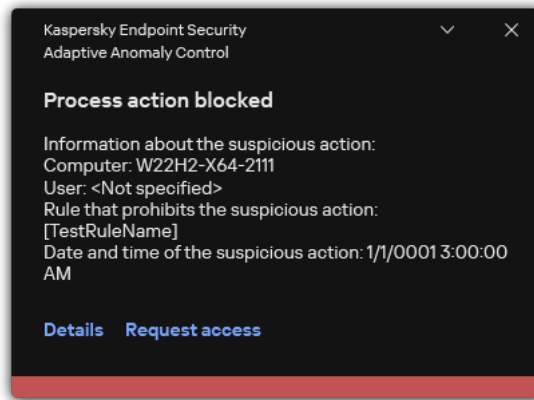 Kaspersky Endpoint Security
Adaptive Anomaly Control
Process action blocked
Information about the suspicious action:
Computer: W22H2-X64-2111
User: <Not specified>
Rule that prohibits the suspicious action:
[TestRuleName]
Date and time of the suspicious action: 1/1/0001 3:00:00
AM
Details Request access